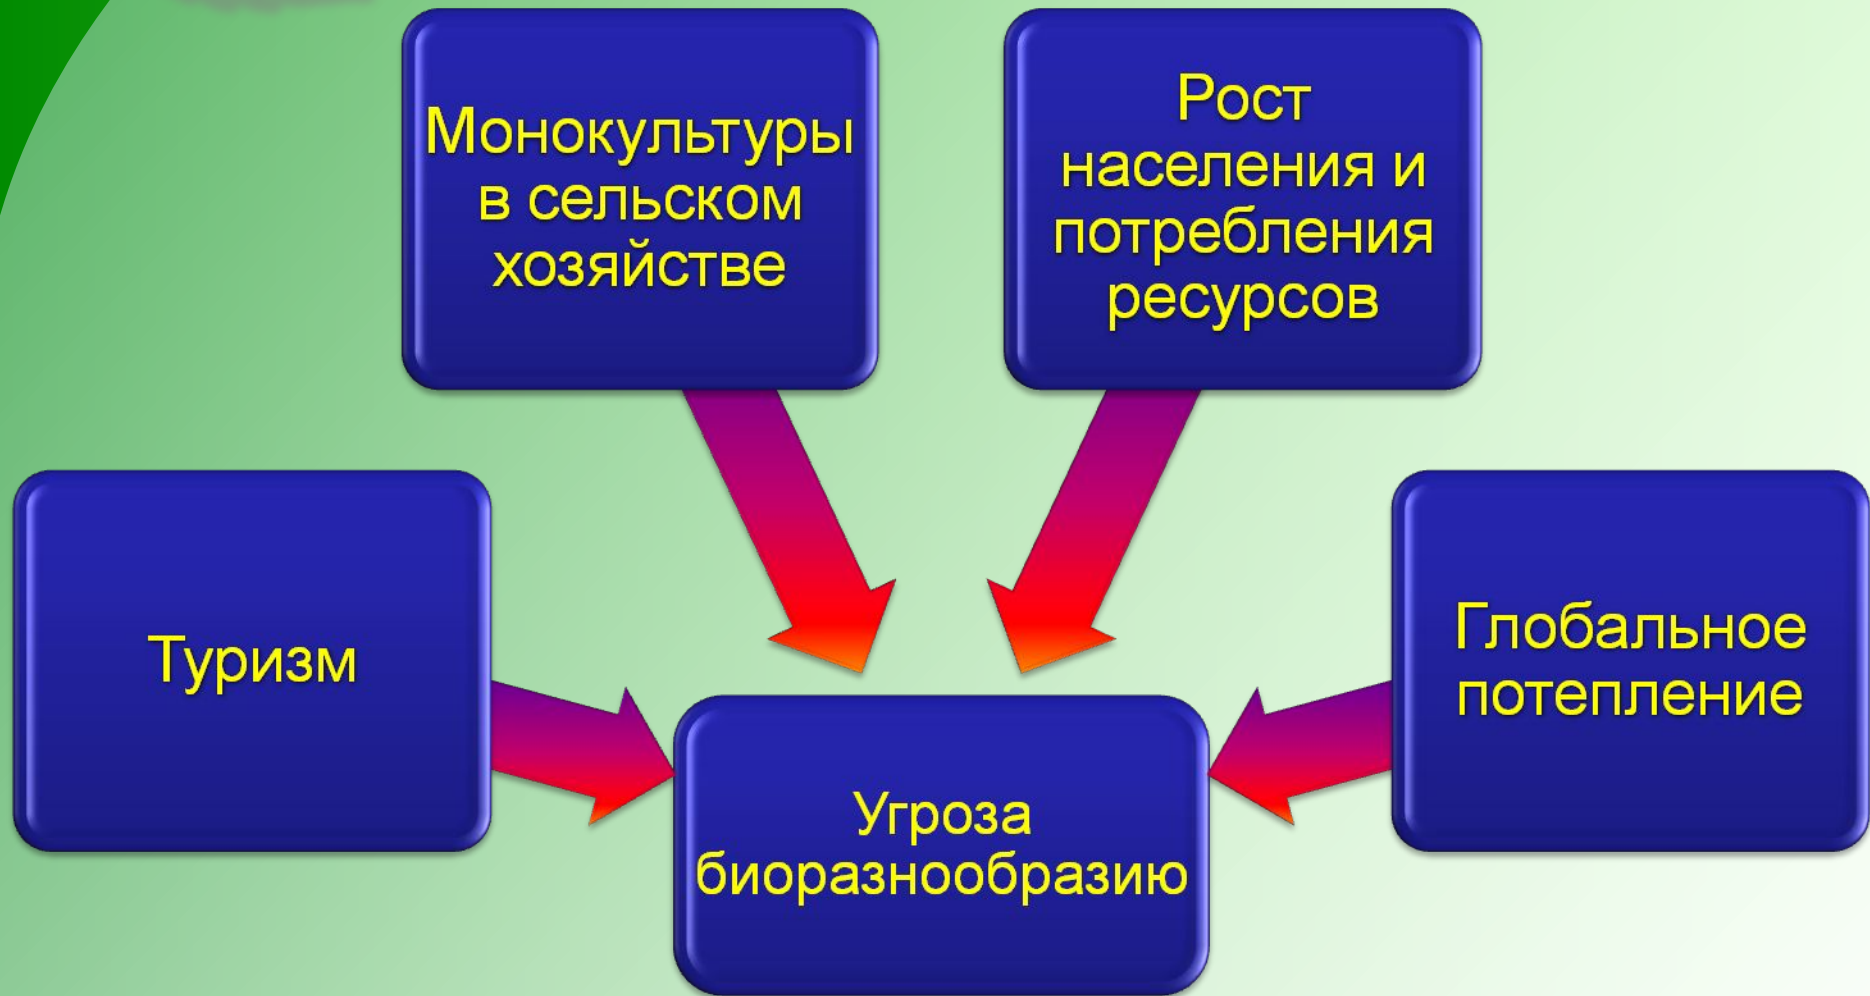 Монокультуры
в сельском
хозяйстве
Рост
населения и
потребления
ресурсов
Туризм
Глобальное
потепление
Угроза
биоразнообразию